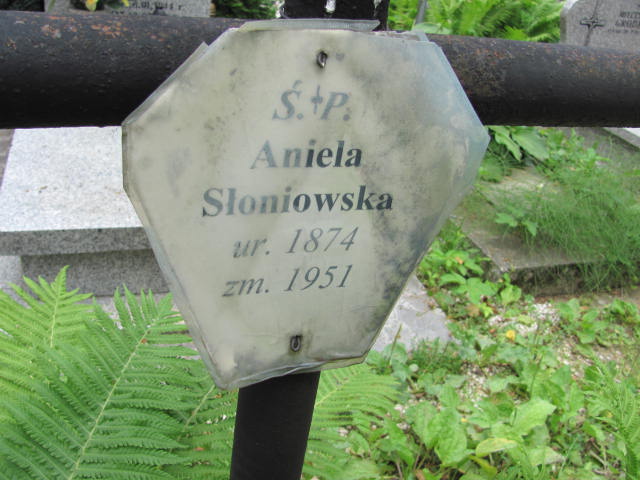 Ś.†P.
Aniela
Słoniowska
ur. 1874
zm. 1951